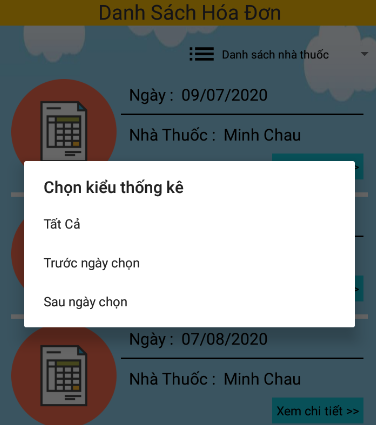 Danh Sách Hóa Đơn
Danh sách nhà thuốc
Ngày : 09/07/2020
Nhà Thuốc : Minh Chau
>
Chọn kiểu thống kê
Tất Cả
Trước ngày chọn
Sau ngày chọn
>
Ngày : 07/08/2020
Nhà Thuốc : Minh Chau
Xem chi tiết >>